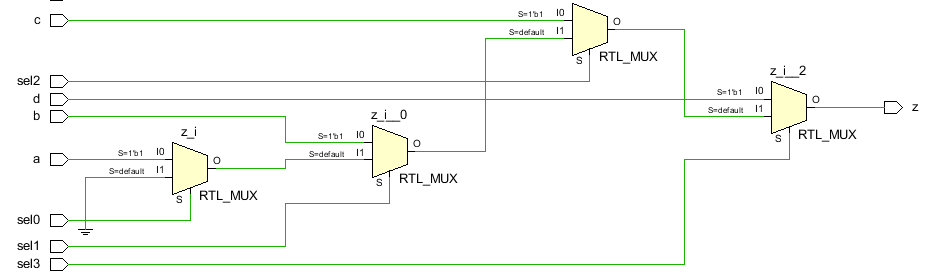 c
S=1'b1 I0
S=default I1
O
S
RTL_MUX
sel2
d
S=1'b1 I0
S=default I1
z_i__2
O
S
RTL_MUX
z
b
z_i__0
S=1'b1 I0
S=default I1
O
S
RTL_MUX
z_i
a
S=1'b1 I0
S=default I1
O
S
RTL_MUX
sel0
sel1
sel3